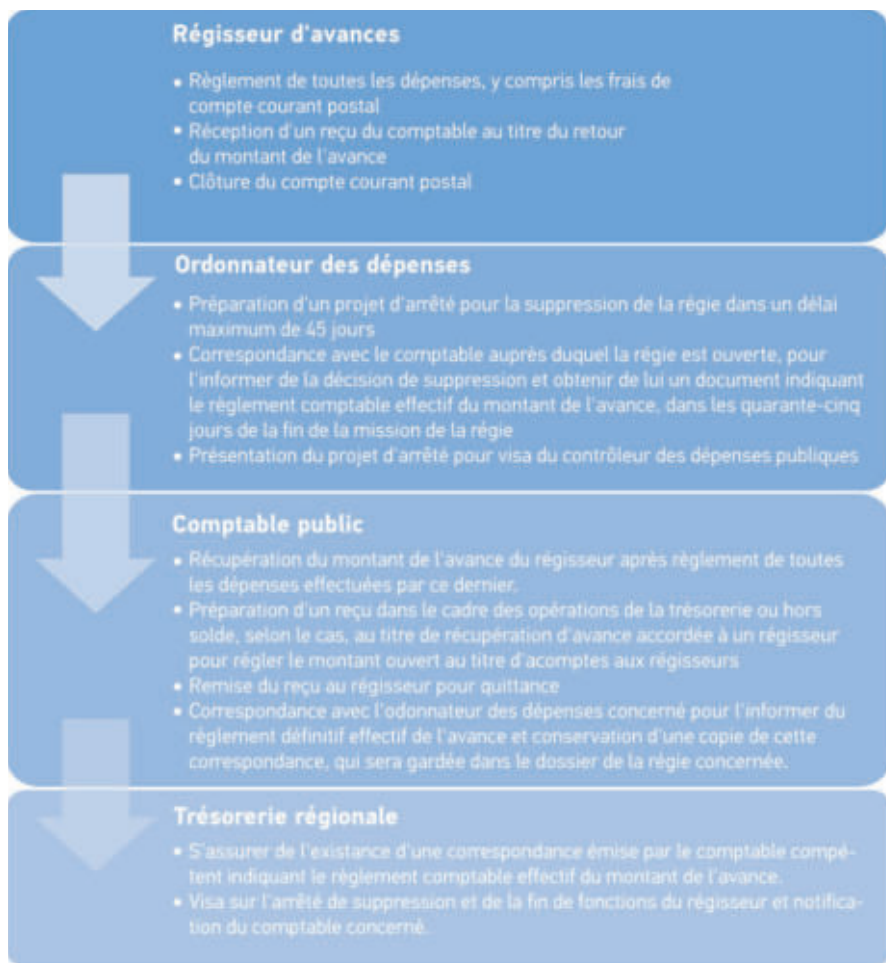 Régisseur d'avances
• Règlement de toutes les dépenses, y compris les frais de
compte courant postal
• Réception d'un reçu du comptable au titre du retour
du montant de l'avance
• Clôture du compte courant postal
Ordonnateur des dépenses
• Préparation d'un projet d'arrêté pour la suppression de la régie dans un délai
maximum de 45 jours
• Correspondance avec le comptable auprès duquel la régie est ouverte, pour
l'informer de la décision de suppression et obtenir de lui un document indiquant
le règlement comptable effectif du montant de l'avance, dans les quarante-cinq
jours de la fin de la mission de la régie
• Présentation du projet d'arrêté pour visa du contrôleur des dépenses publiques
Comptable public
• Récupération du montant de l'avance du régisseur après règlement de toutes
les dépenses effectuées par ce dernier.
• Préparation d'un reçu dans le cadre des opérations de la trésorerie ou hors
solde, selon le cas, au titre de récupération d'avance accordée à un régisseur
pour régler le montant ouvert au titre d'acomptes aux régisseurs
• Remise du reçu au régisseur pour quittance
• Correspondance avec l'odonnateur des dépenses concerné pour l'informer du
règlement définitif effectif de l'avance et conservation d'une copie de cette
correspondance, qui sera gardée dans le dossier de la régie concernée.
Trésorerie régionale
• S'assurer de l'existance d'une correspondance émise par le comptable compé-
tent indiquant le règlement comptable effectif du montant de l'avance.
• Visa sur l'arrêté de suppression et de la fin de fonctions du régisseur et notifica-
tion du comptable concerné.